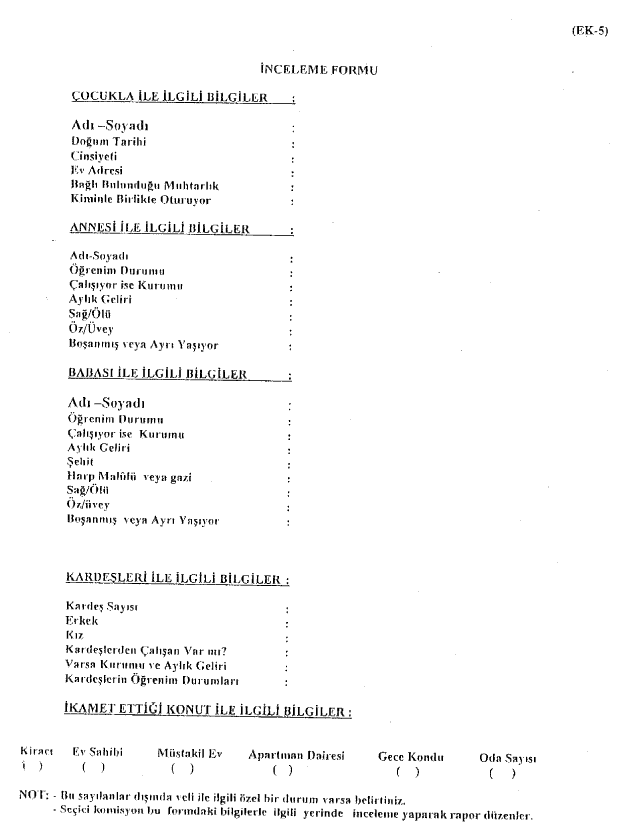 (EK-5)
İNCELEME FORMU
ÇOCUKLA İLE İLGİLİ BİLGİLER :
Adı –Soyadı :
Doğum Tarihi :
Cinsiyeti :
Ev Adresi :
Bağlı Bulunduğu Muhtarlık :
Kiminle Birlikte Oturuyor :
ANNESİ İLE İLGİLİ BİLGİLER :
Adı-Soyadı :
Öğrenim Durumu :
Çalışıyor ise Kurumu :
Aylık Geliri :
Sağ/Ölü :
Öz/Üvey :
Boşanmış veya Ayrı Yaşıyor :
BABASI İLE İLGİLİ BİLGİLER :
Adı –Soyadı :
Öğrenim Durumu :
Çalışıyor ise Kurumu :
Aylık Geliri :
Şehit :
Harp Malûlü veya gazi :
Sağ/Ölü :
Öz/üvey :
Boşanmış veya Ayrı Yaşıyor :
KARDEŞLERİ İLE İLGİLİ BİLGİLER :
Kardeş Sayısı :
Erkek :
Kız :
Kardeşlerden Çalışan Var mı? :
Varsa Kurumu ve Aylık Geliri :
Kardeşlerin Öğrenim Durumları :
İKAMET ETTİĞİ KONUT İLE İLGİLİ BİLGİLER :
Kiracı Ev Sahibi Müstakil Ev Apartman Dairesi Gece Kondu Oda Sayısı
( ) ( ) ( ) ( ) ( ) ( )
NOT: - Bu sayılanlar dışında veli ile ilgili özel bir durum varsa belirtiniz.
- Seçici komisyon bu formdaki bilgilerle ilgili yerinde inceleme yaparak rapor düzenler.